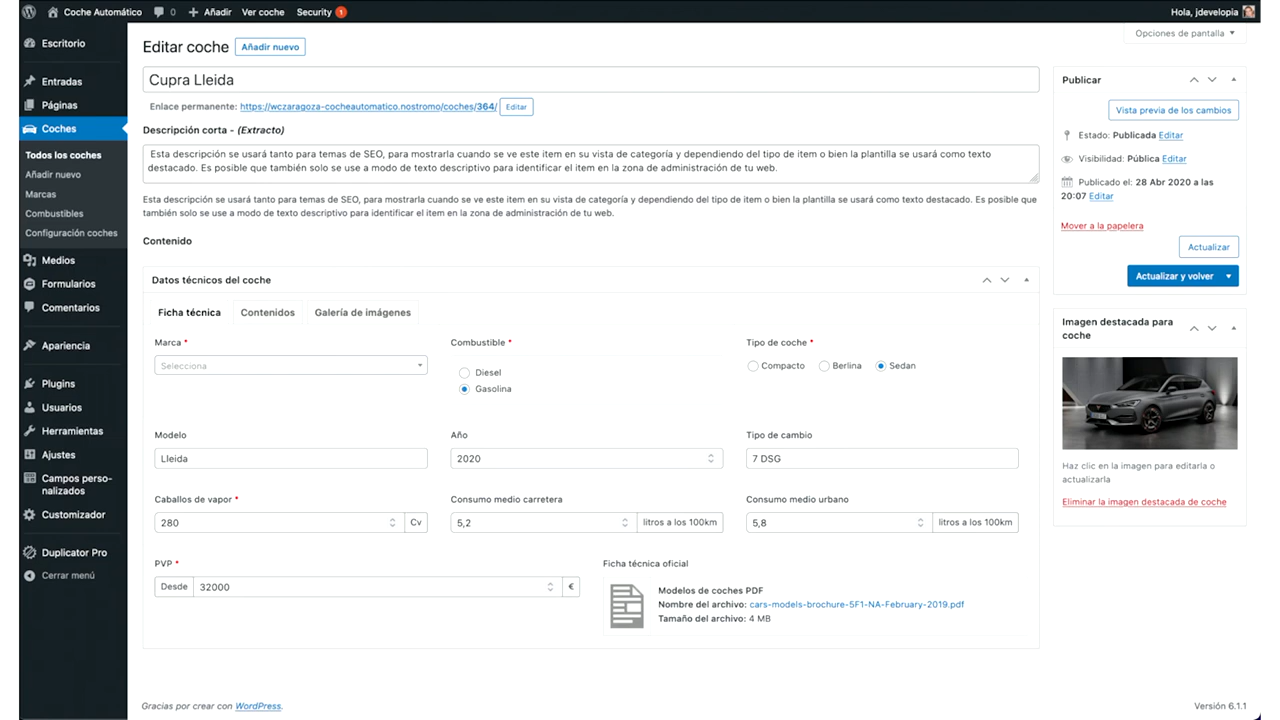 Coche Automático 0 Añadir Ver coche Security 1 Hola, jdevelopia
Opciones de pantalla
Escritorio
Entradas
Páginas
Coches
Todos los coches
Añadir nuevo
Marcas
Combustibles
Configuración coches
Medios
Formularios
Comentarios
Apariencia
Plugins
Usuarios
Herramientas
Ajustes
Campos perso-
nalizados
Customizador
Duplicator Pro
Cerrar menú
Editar coche Añadir nuevo
Cupra Lleida
Enlace permanente: https://wczaragoza-cocheautomatico.nostromo/coches/364/ Editar
Descripción corta - (Extracto)
Esta descripción se usará tanto para temas de SEO, para mostrarla cuando se ve este item en su vista de categoría y dependiendo del tipo de item o bien la plantilla se usará como texto
destacado. Es posible que también solo se use a modo de texto descriptivo para identificar el item en la zona de administración de tu web.
Esta descripción se usará tanto para temas de SEO, para mostrarla cuando se ve este item en su vista de categoría y dependiendo del tipo de item o bien la plantilla se usará como texto destacado. Es posible que
también solo se use a modo de texto descriptivo para identificar el item en la zona de administración de tu web.
Contenido
Datos técnicos del coche
Ficha técnica Contenidos Galería de imágenes
Marca * Combustible * Tipo de coche *
Selecciona Diesel Compacto Berlina Sedan
Gasolina
Modelo Año Tipo de cambio
Lleida 2020 7 DSG
Caballos de vapor * Consumo medio carretera Consumo medio urbano
280 Cv 5,2 litros a los 100km 5,8 litros a los 100km
PVP * Ficha técnica oficial
Desde 32000 €
Modelos de coches PDF
Nombre del archivo: cars-models-brochure-5F1-NA-February-2019.pdf
Tamaño del archivo: 4 MB
Publicar
Vista previa de los cambios
Estado: Publicada Editar
Visibilidad: Pública Editar
Publicado el: 28 Abr 2020 a las
20:07 Editar
Mover a la papelera
Actualizar
Actualizar y volver
Imagen destacada para
coche
Haz clic en la imagen para editarla o
actualizarla
Eliminar la imagen destacada de coche
Gracias por crear con WordPress. Versión 6.1.1